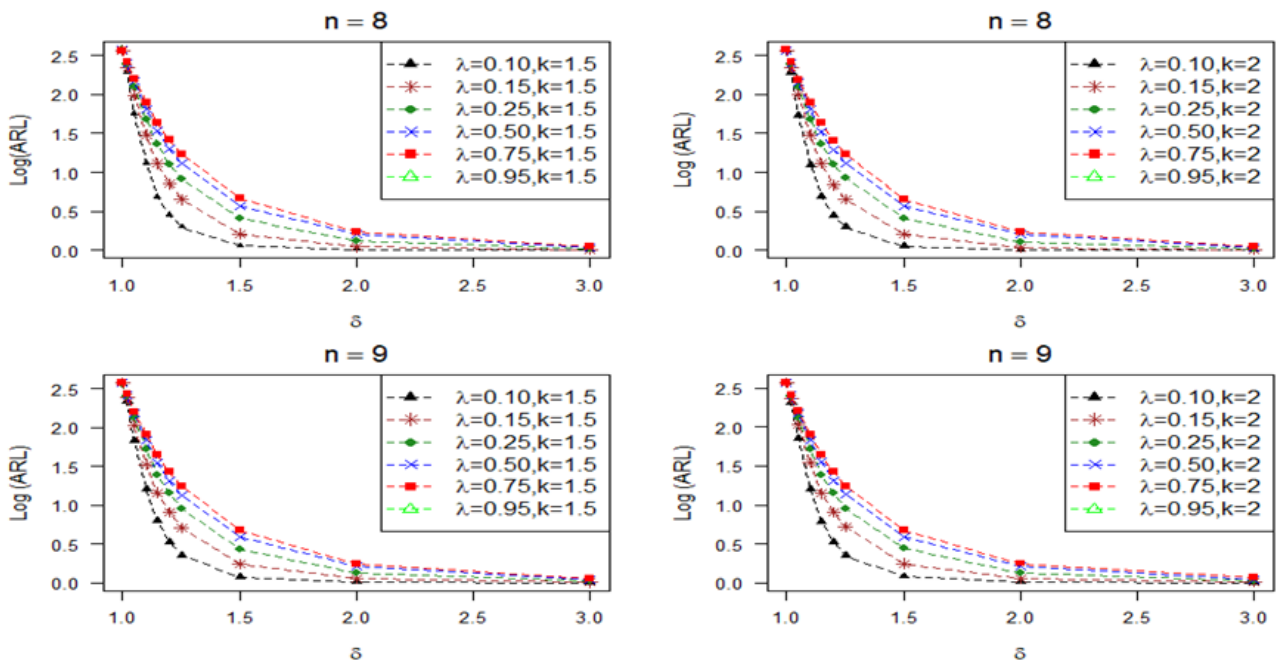 n = 8
Log(ARL)
2.5
2.0
1.5
1.0
0.5
0.0
λ=0.10,k=1.5
λ=0.15,k=1.5
λ=0.25,k=1.5
λ=0.50,k=1.5
λ=0.75,k=1.5
λ=0.95,k=1.5
1.0 1.5 2.0 2.5 3.0
δ
n = 8
Log (ARL)
2.5
2.0
1.5
1.0
0.5
0.0
λ=0.10,k=2
λ=0.15,k=2
λ=0.25,k=2
λ=0.50,k=2
λ=0.75,k=2
λ=0.95,k=2
1.0 1.5 2.0 2.5 3.0
δ
n = 9
Log (ARL)
2.5
2.0
1.5
1.0
0.5
0.0
λ=0.10,k=1.5
λ=0.15,k=1.5
λ=0.25,k=1.5
λ=0.50,k=1.5
λ=0.75,k=1.5
λ=0.95,k=1.5
1.0 1.5 2.0 2.5 3.0
δ
n = 9
Log (ARL)
2.5
2.0
1.5
1.0
0.5
0.0
λ=0.10,k=2
λ=0.15,k=2
λ=0.25,k=2
λ=0.50,k=2
λ=0.75,k=2
λ=0.95,k=2
1.0 1.5 2.0 2.5 3.0
δ